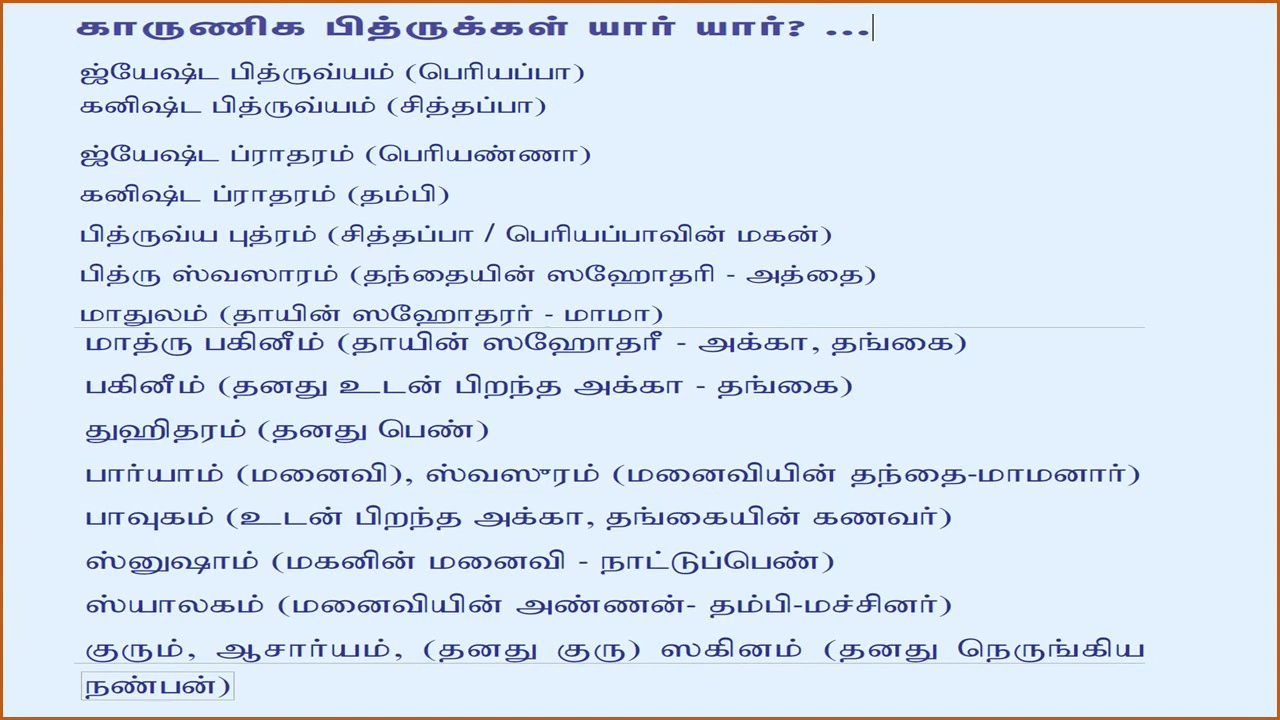 காருணிக பித்ருக்கள் யார் யார்? ...
ஜ்யேஷ்ட பித்ருவ்யம் (பெரியப்பா)
கனிஷ்ட பித்ருவ்யம் (சித்தப்பா)
ஜ்யேஷ்ட ப்ராதரம் (பெரியண்ணா)
கனிஷ்ட ப்ராதரம் (தம்பி)
பித்ருவ்ய புத்ரம் (சித்தப்பா / பெரியப்பாவின் மகன்)
பித்ரு ஸ்வஸாரம் (தந்தையின் ஸஹோதரி - அத்தை)
மாதுலம் (தாயின் ஸஹோதரர் - மாமா)
மாத்ரு பகினீம் (தாயின் ஸஹோதரீ - அக்கா, தங்கை)
பகினீம் (தனது உடன் பிறந்த அக்கா - தங்கை)
துஹிதரம் (தனது பெண்)
பார்யாம் (மனைவி), ஸ்வஸுரம் (மனைவியின் தந்தை-மாமனார்)
பாவுகம் (உடன் பிறந்த அக்கா, தங்கையின் கணவர்)
ஸ்னுஷாம் (மகனின் மனைவி - நாட்டுப்பெண்)
ஸ்யாலகம் (மனைவியின் அண்ணன்- தம்பி-மச்சினர்)
குரும், ஆசார்யம், (தனது குரு) ஸகினம் (தனது நெருங்கிய
நண்பன்)